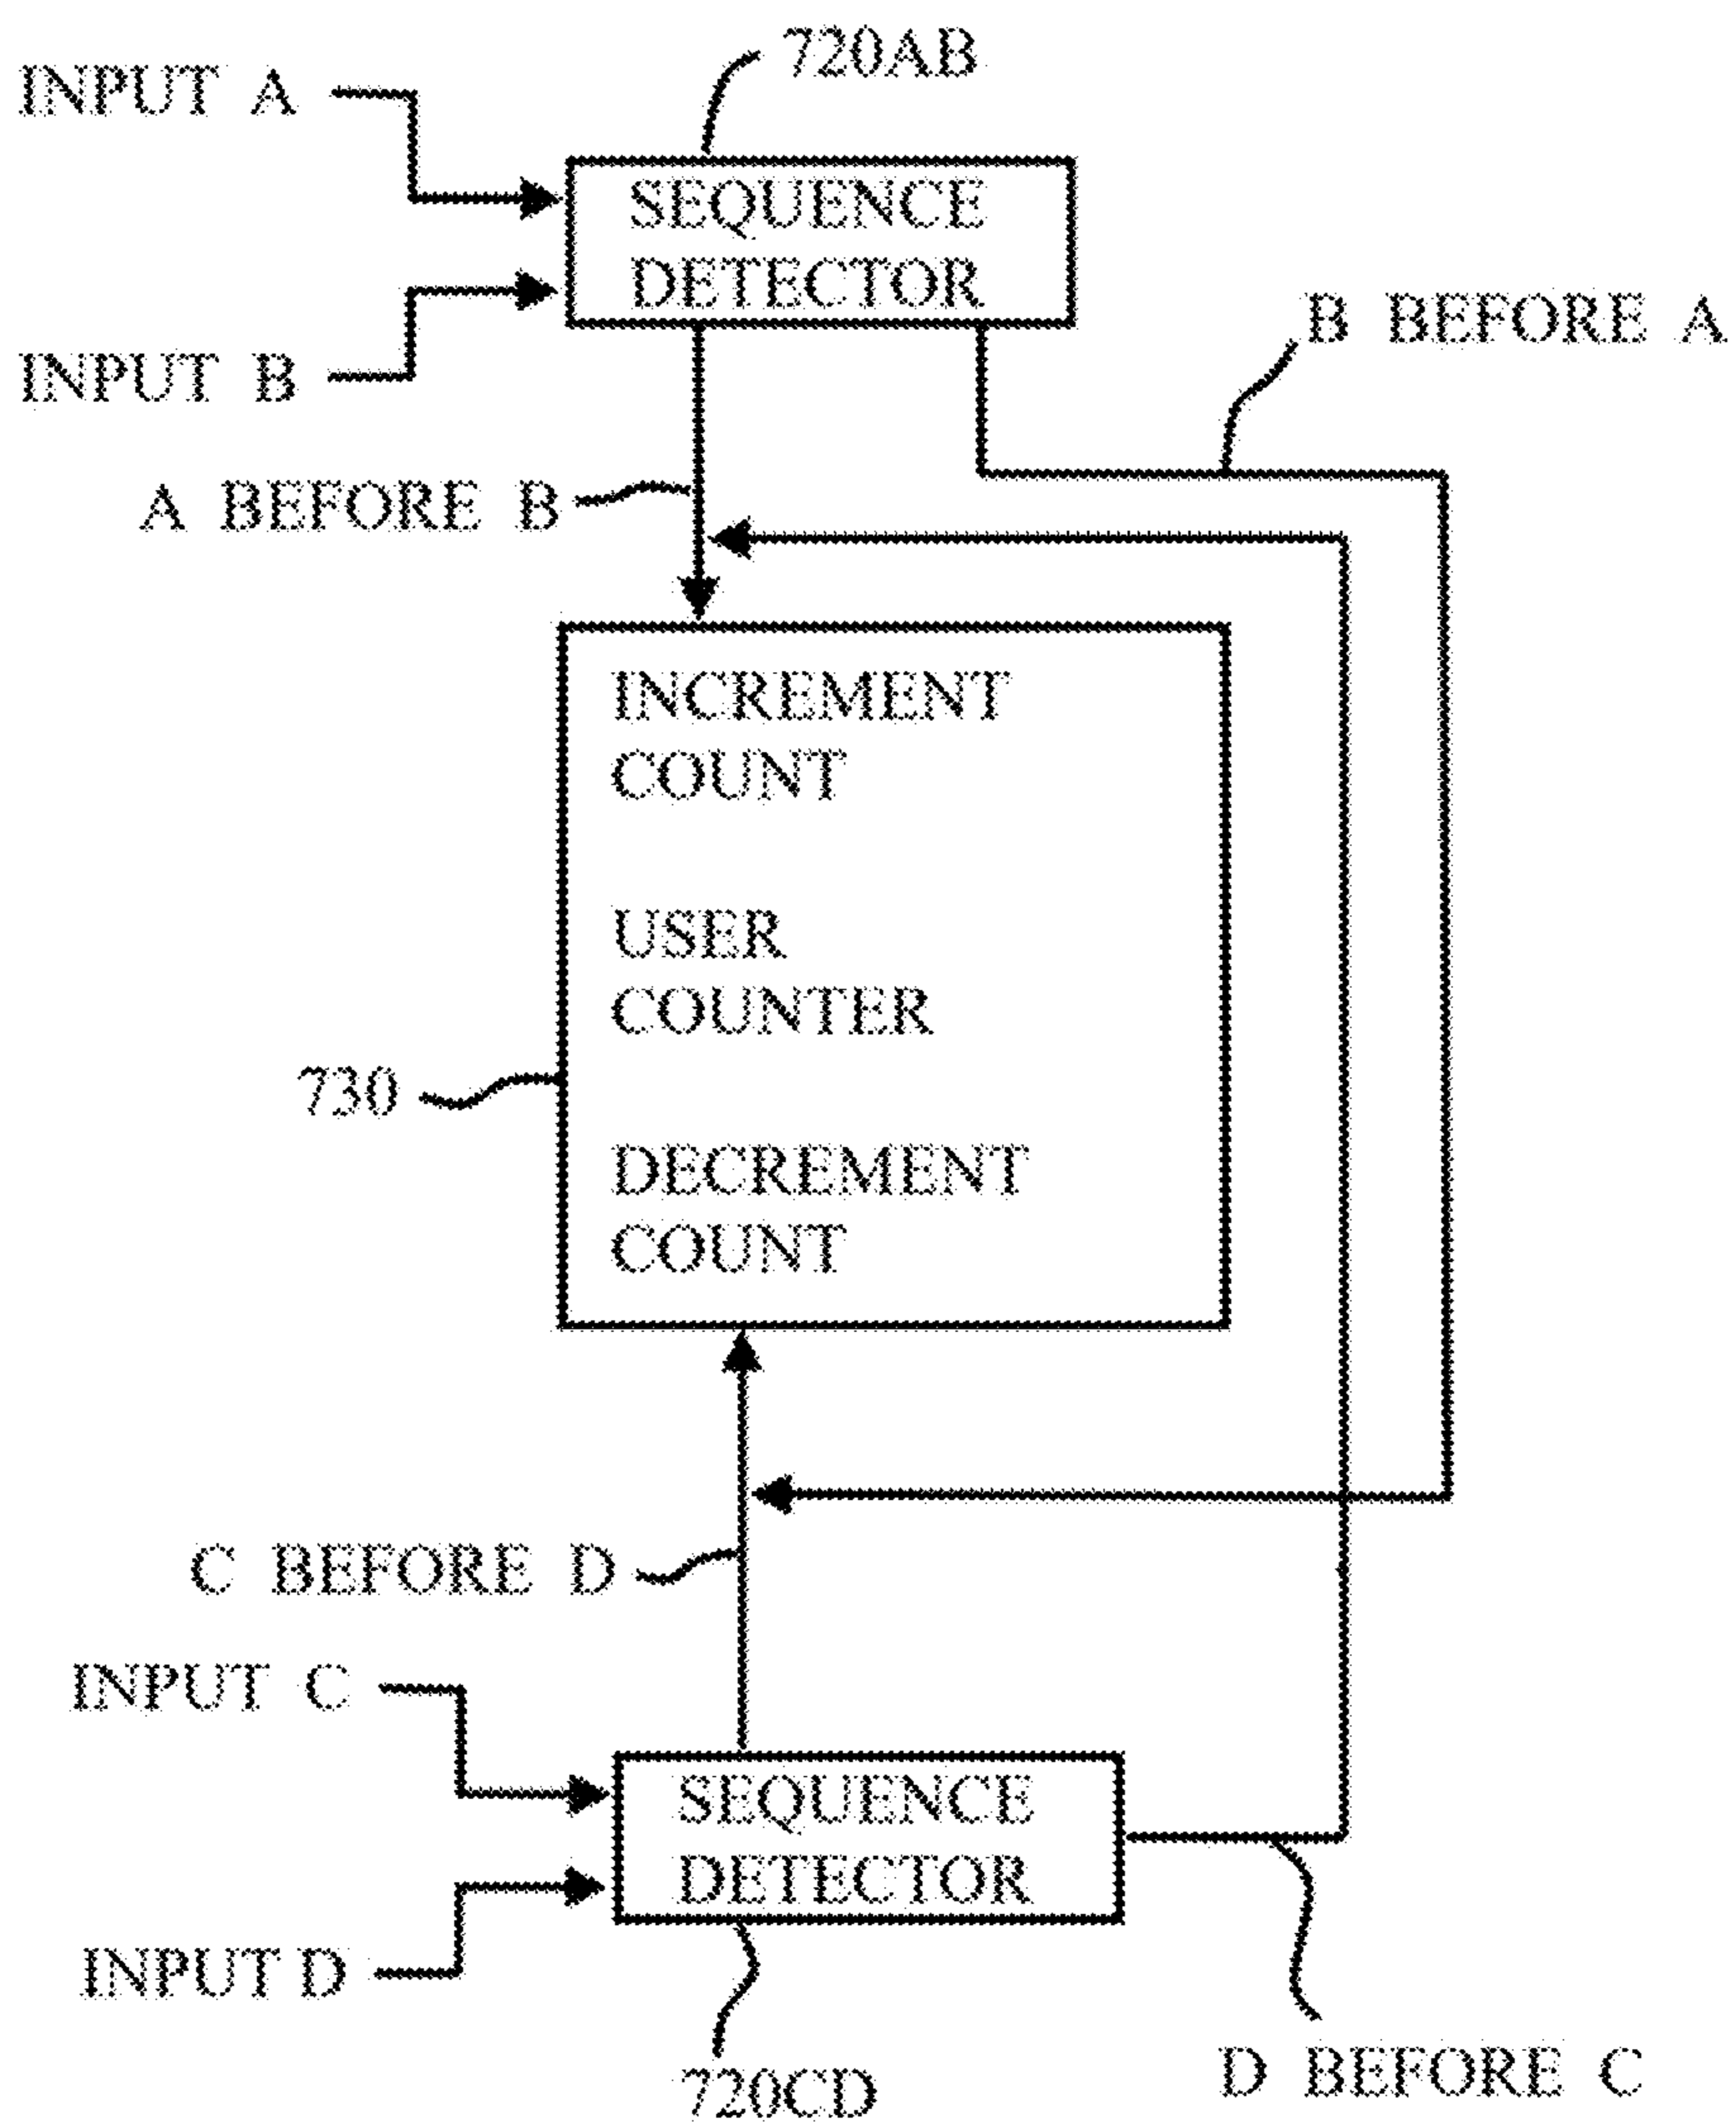 720AB
INPUT A
SEQUENCE
DETECTOR
B BEFORE A
INPUT B
A BEFORE B
INCREMENT
COUNT
USER
COUNTER
730
DECREMENT
COUNT
C BEFORE D
INPUT C
SEQUENCE
DETECTOR
INPUT D
720CD
D BEFORE C